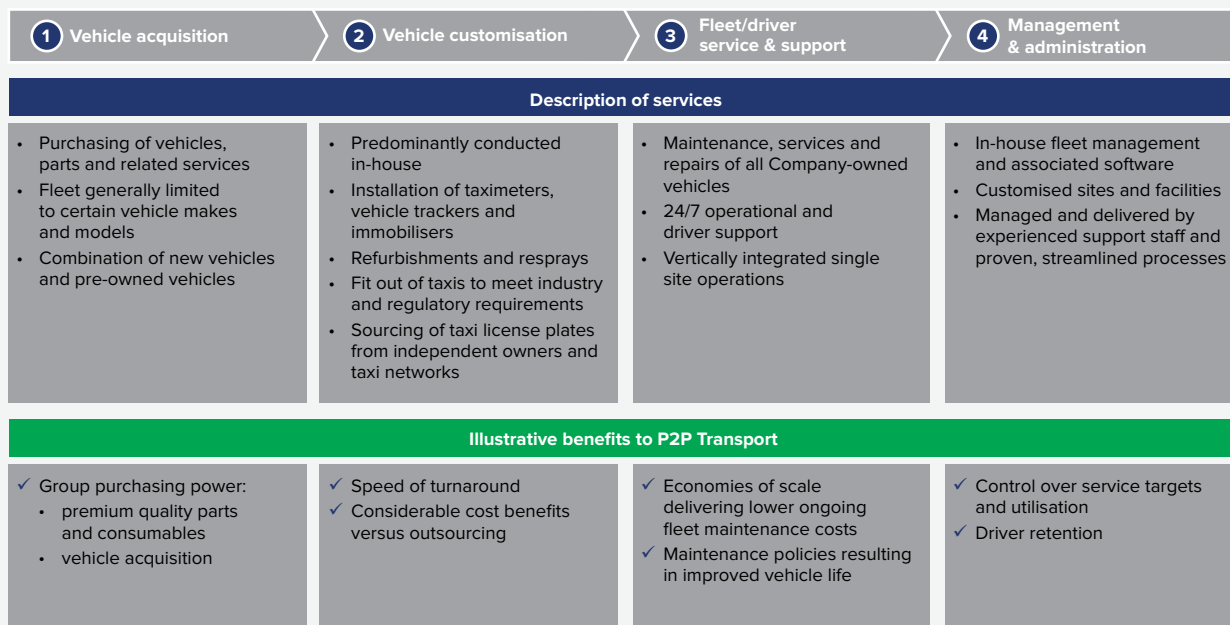 1 Vehicle acquisition
2 Vehicle customisation
3 Fleet/driver
service & support
4 Management
& administration
Description of services
• Purchasing of vehicles,
parts and related services
• Fleet generally limited
to certain vehicle makes
and models
• Combination of new vehicles
and pre-owned vehicles
• Predominantly conducted
in-house
• Installation of taximeters,
vehicle trackers and
immobilisers
• Refurbishments and resprays
• Fit out of taxis to meet industry
and regulatory requirements
• Sourcing of taxi license plates
from independent owners and
taxi networks
• Maintenance, services and
repairs of all Company-owned
vehicles
• 24/7 operational and
driver support
• Vertically integrated single
site operations
• In-house fleet management
and associated software
• Customised sites and facilities
• Managed and delivered by
experienced support staff and
proven, streamlined processes
Illustrative benefits to P2P Transport
✓ Group purchasing power:
• premium quality parts
and consumables
• vehicle acquisition
✓ Speed of turnaround
✓ Considerable cost benefits
versus outsourcing
✓ Economies of scale
delivering lower ongoing
fleet maintenance costs
✓ Maintenance policies resulting
in improved vehicle life
✓ Control over service targets
and utilisation
✓ Driver retention